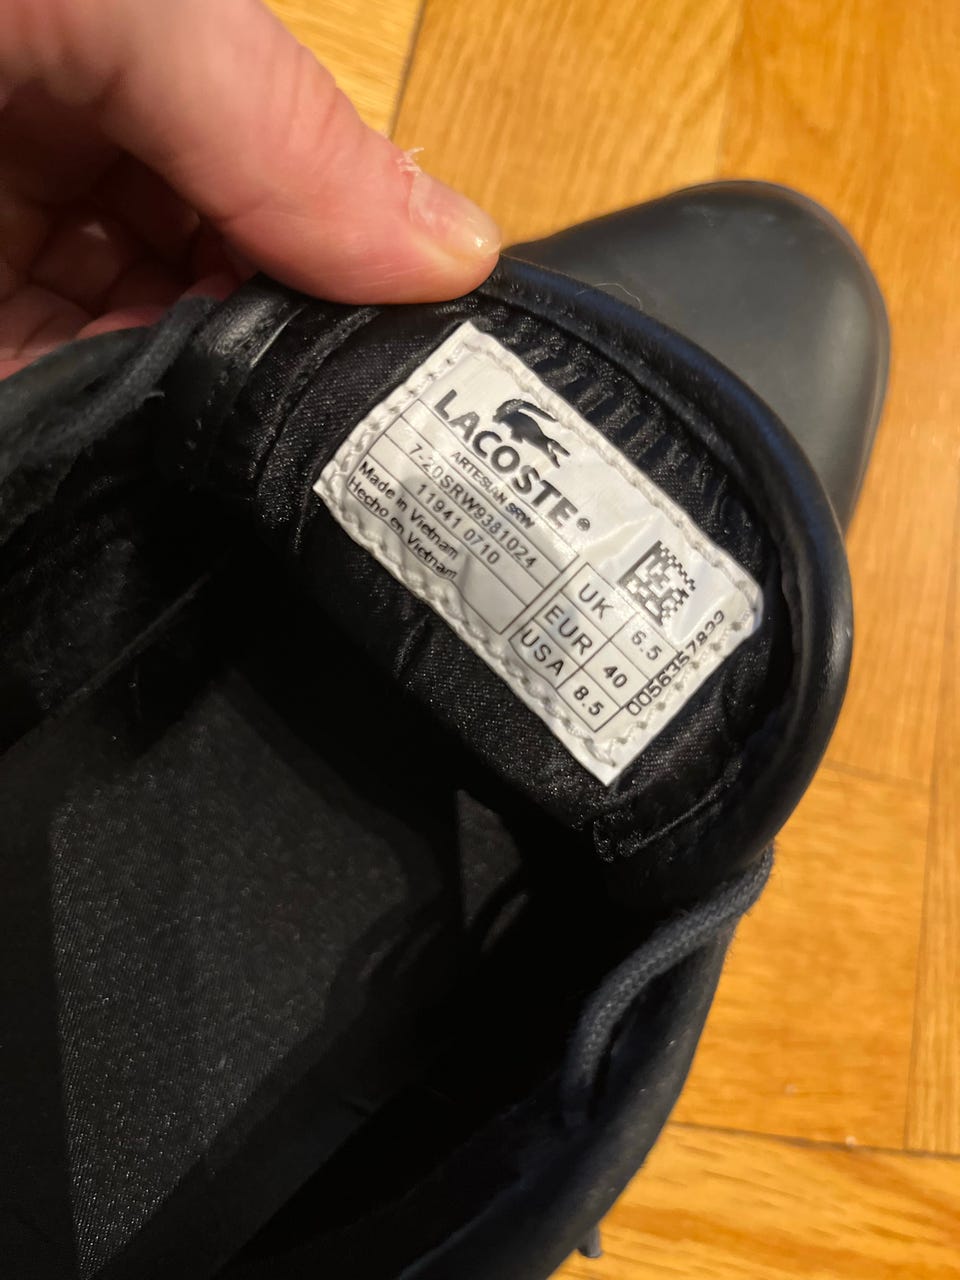 LACOSTE®
ARTESIAN SRW
7-20SRW9381024
11941 0710
Made in Vietnam
Hecho en Vietnam
UK 6.5
EUR 40
USA 8.5
0056357833